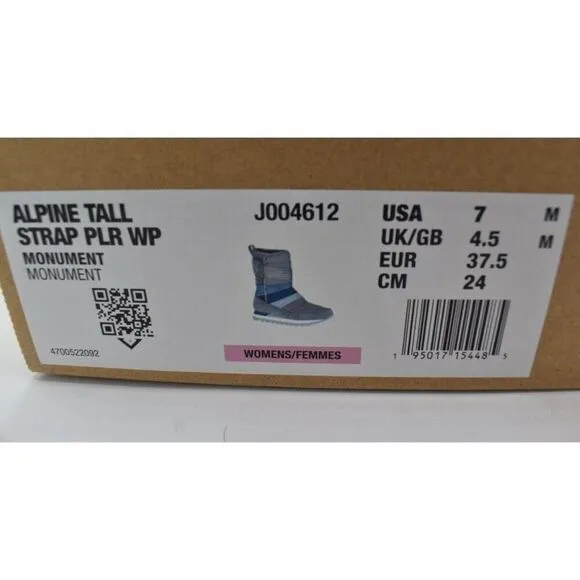 ALPINE TALL
STRAP PLR WP
MONUMENT
MONUMENT
4700522092
J004612
WOMENS/FEMMES
USA 7 M
UK/GB 4.5 M
EUR 37.5
CM 24
1 95017 15448 5